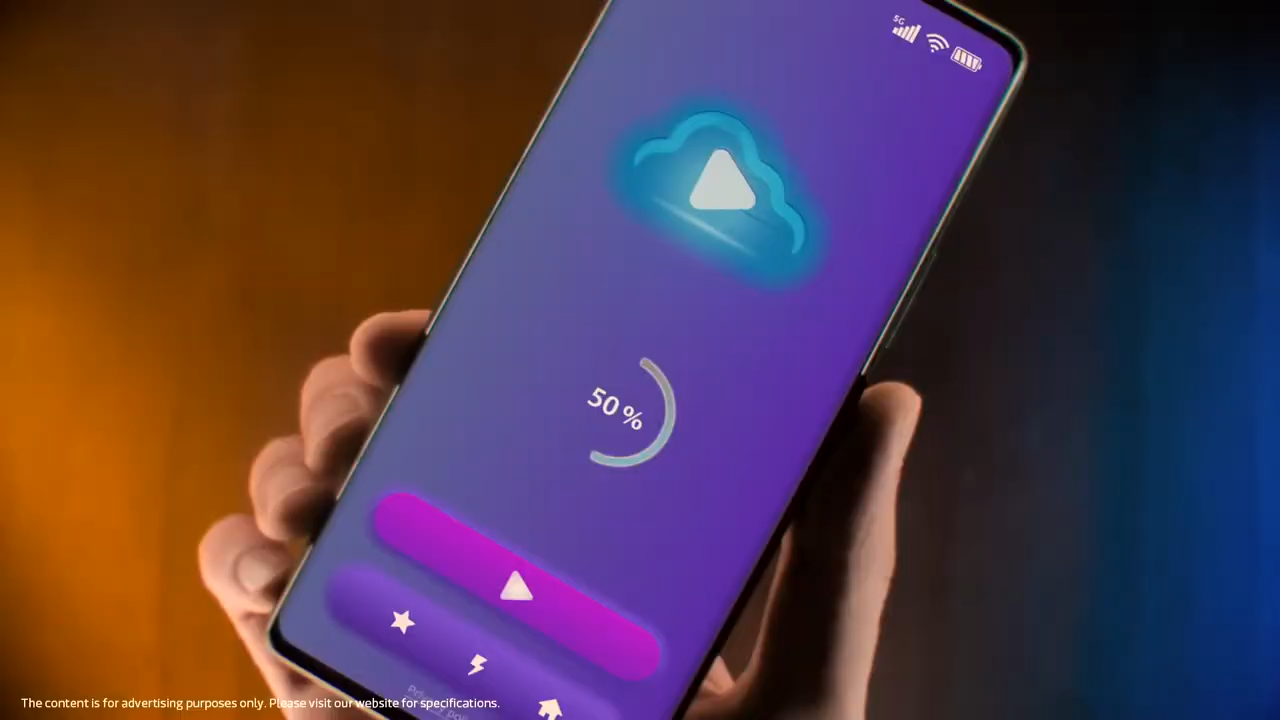 5G
50 %
The content is for advertising purposes only. Please visit our website for specifications.